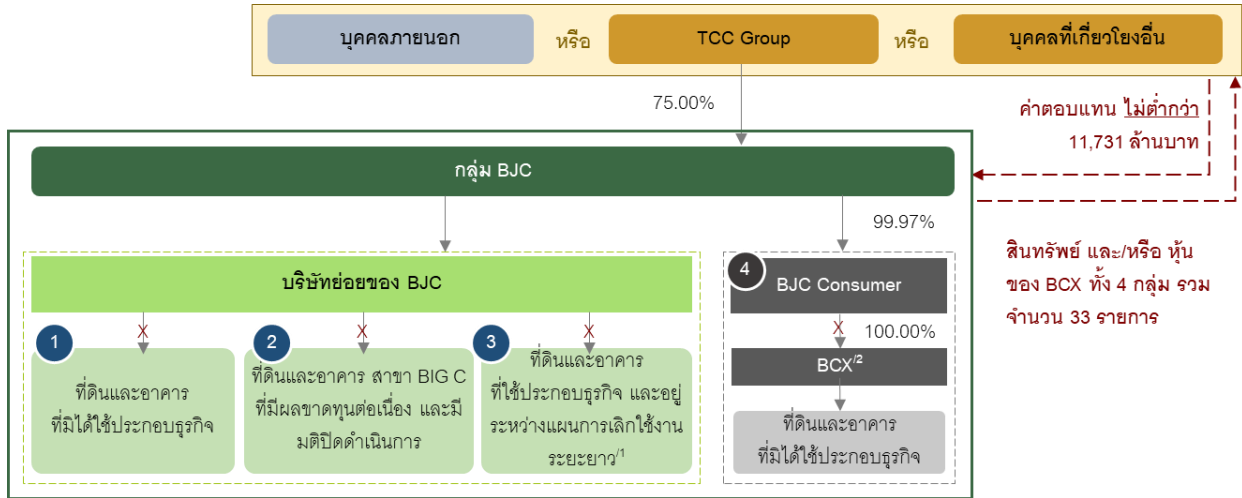 บุคคลภายนอก
หรือ
TCC Group
หรือ
บุคคลที่เกี่ยวโยงอื่น
75.00%
ค่าตอบแทน ไม่ต่ำกว่า
11,731 ล้านบาท
กลุ่ม BJC
99.97%
สินทรัพย์ และ/หรือ หุ้น
ของ BCX ทั้ง 4 กลุ่ม รวม
จำนวน 33 รายการ
บริษัทย่อยของ BJC
4
BJC Consumer
X
X
X
X
100.00%
1
ที่ดินและอาคาร
ที่มิได้ใช้ประกอบธุรกิจ
2
ที่ดินและอาคาร สาขา BIG C
ที่มีผลขาดทุนต่อเนื่อง และมี
มติปิดดำเนินการ
3
ที่ดินและอาคาร
ที่ใช้ประกอบธุรกิจ และอยู่
ระหว่างแผนการเลิกใช้งาน
ระยะยาว/1
BCX/2
ที่ดินและอาคาร
ที่มิได้ใช้ประกอบธุรกิจ